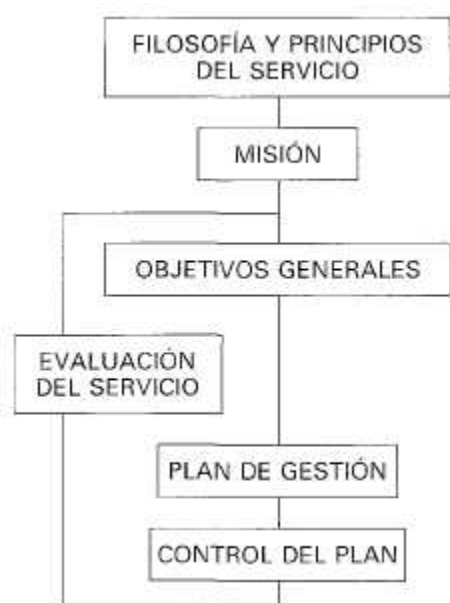 FILOSOFÍA Y PRINCIPIOS
DEL SERVICIO
MISIÓN
OBJETIVOS GENERALES
EVALUACIÓN
DEL SERVICIO
PLAN DE GESTIÓN
CONTROL DEL PLAN